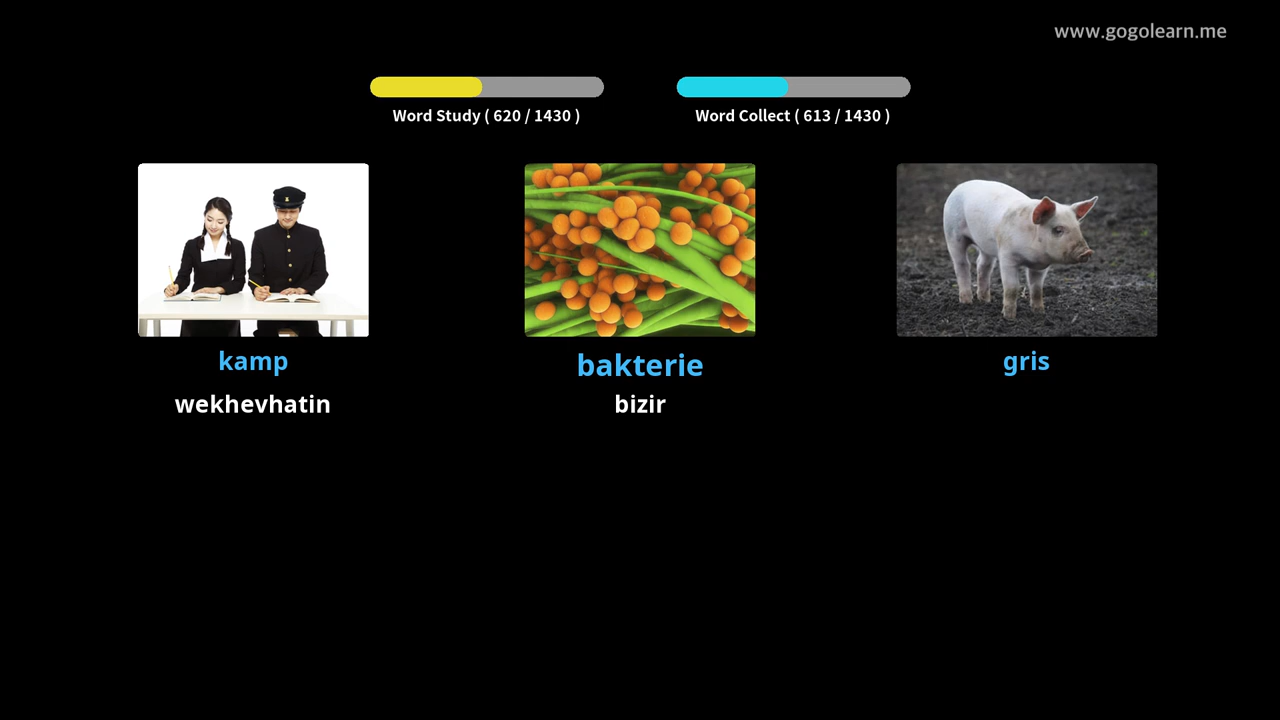 www.gogolearn.me
Word Study ( 620 / 1430 )
Word Collect ( 613 / 1430 )
kamp
bakterie
gris
wekhevhatin
bizir